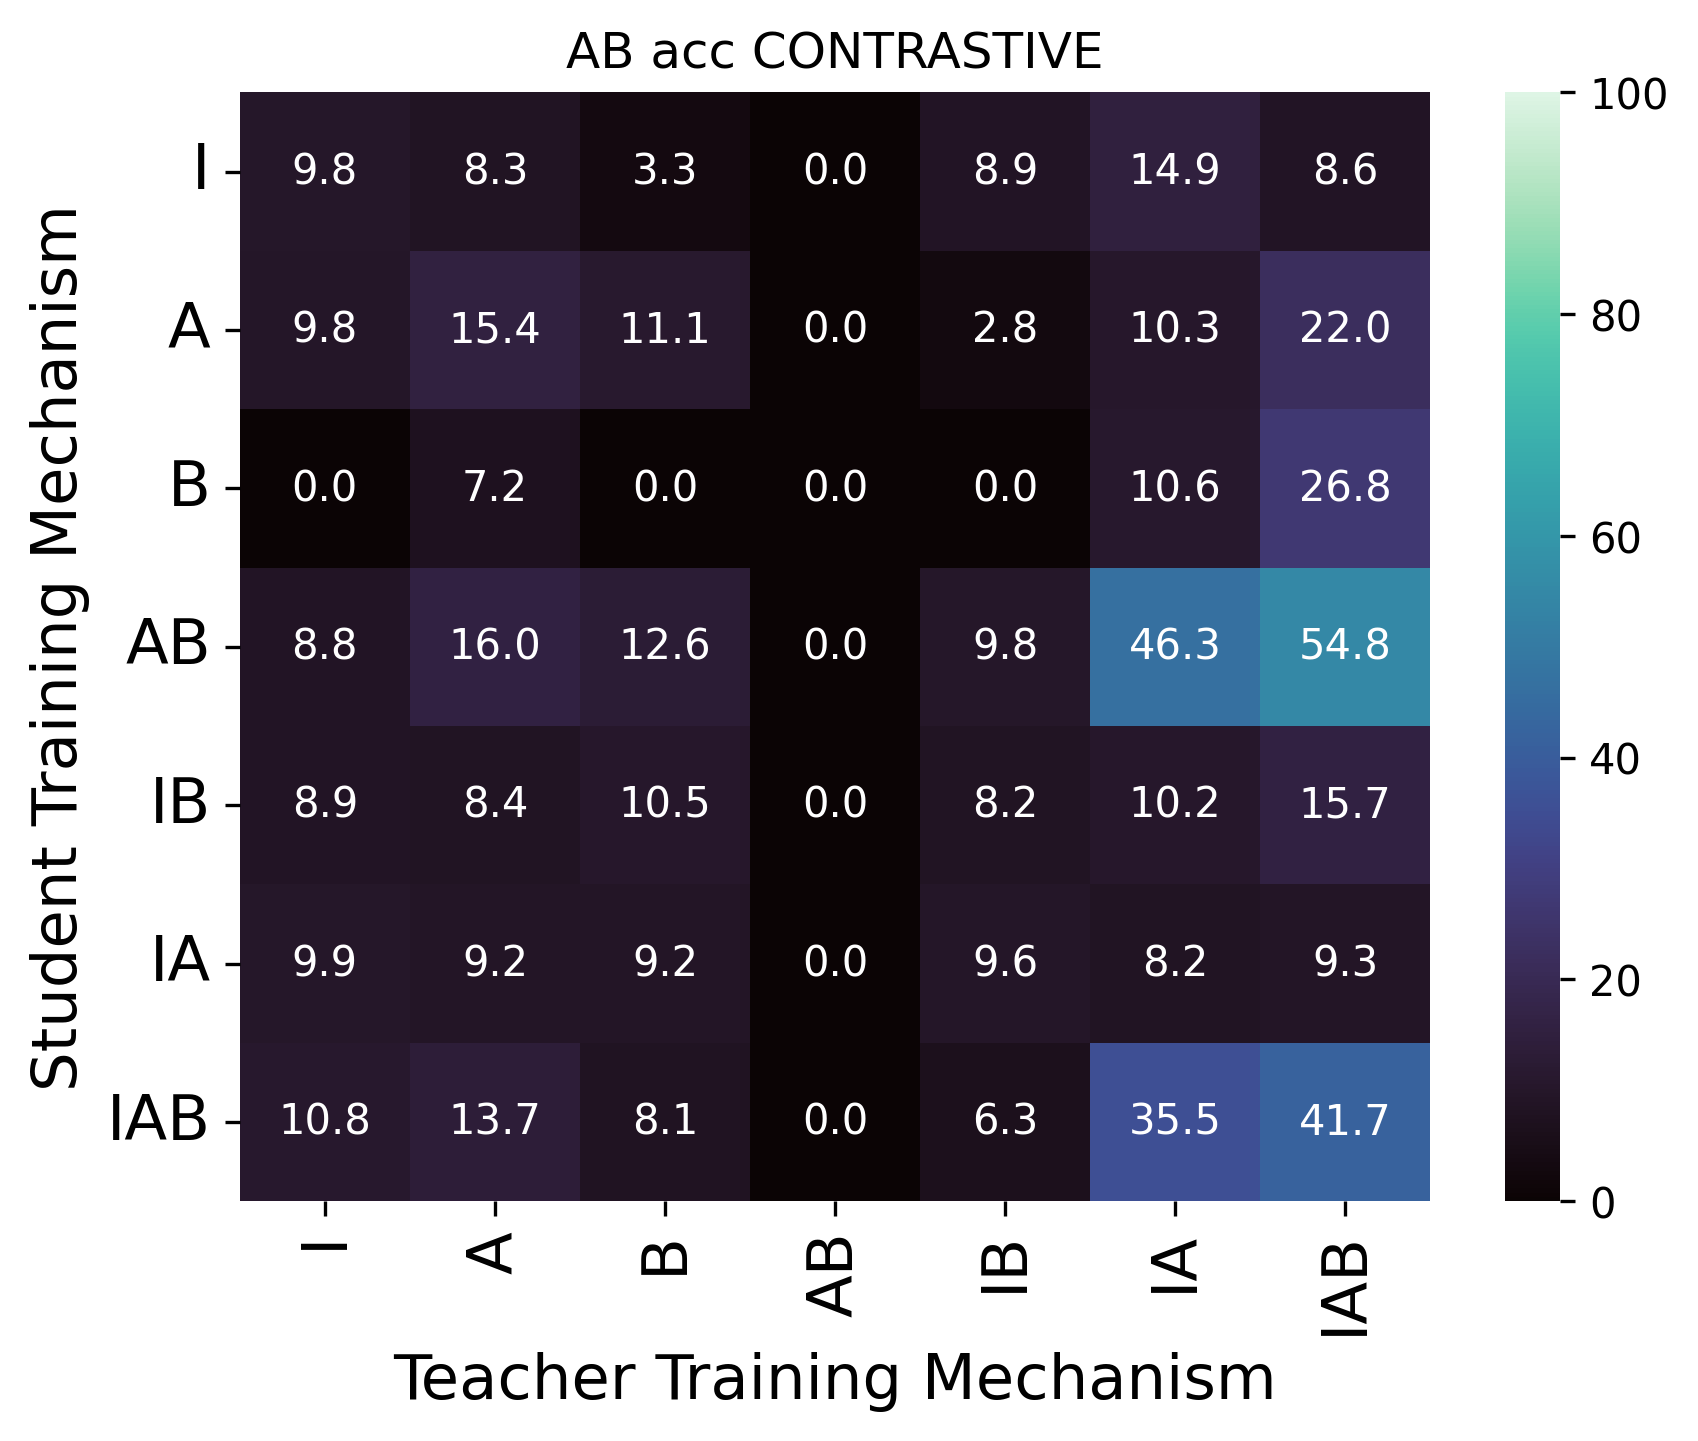 AB acc CONTRASTIVE
Student Training Mechanism
I 9.8 8.3 3.3 0.0 8.9 14.9 8.6
A 9.8 15.4 11.1 0.0 2.8 10.3 22.0
B 0.0 7.2 0.0 0.0 0.0 10.6 26.8
AB 8.8 16.0 12.6 0.0 9.8 46.3 54.8
IB 8.9 8.4 10.5 0.0 8.2 10.2 15.7
IA 9.9 9.2 9.2 0.0 9.6 8.2 9.3
IAB 10.8 13.7 8.1 0.0 6.3 35.5 41.7
I A B AB IB IA IAB
Teacher Training Mechanism
100
80
60
40
20
0